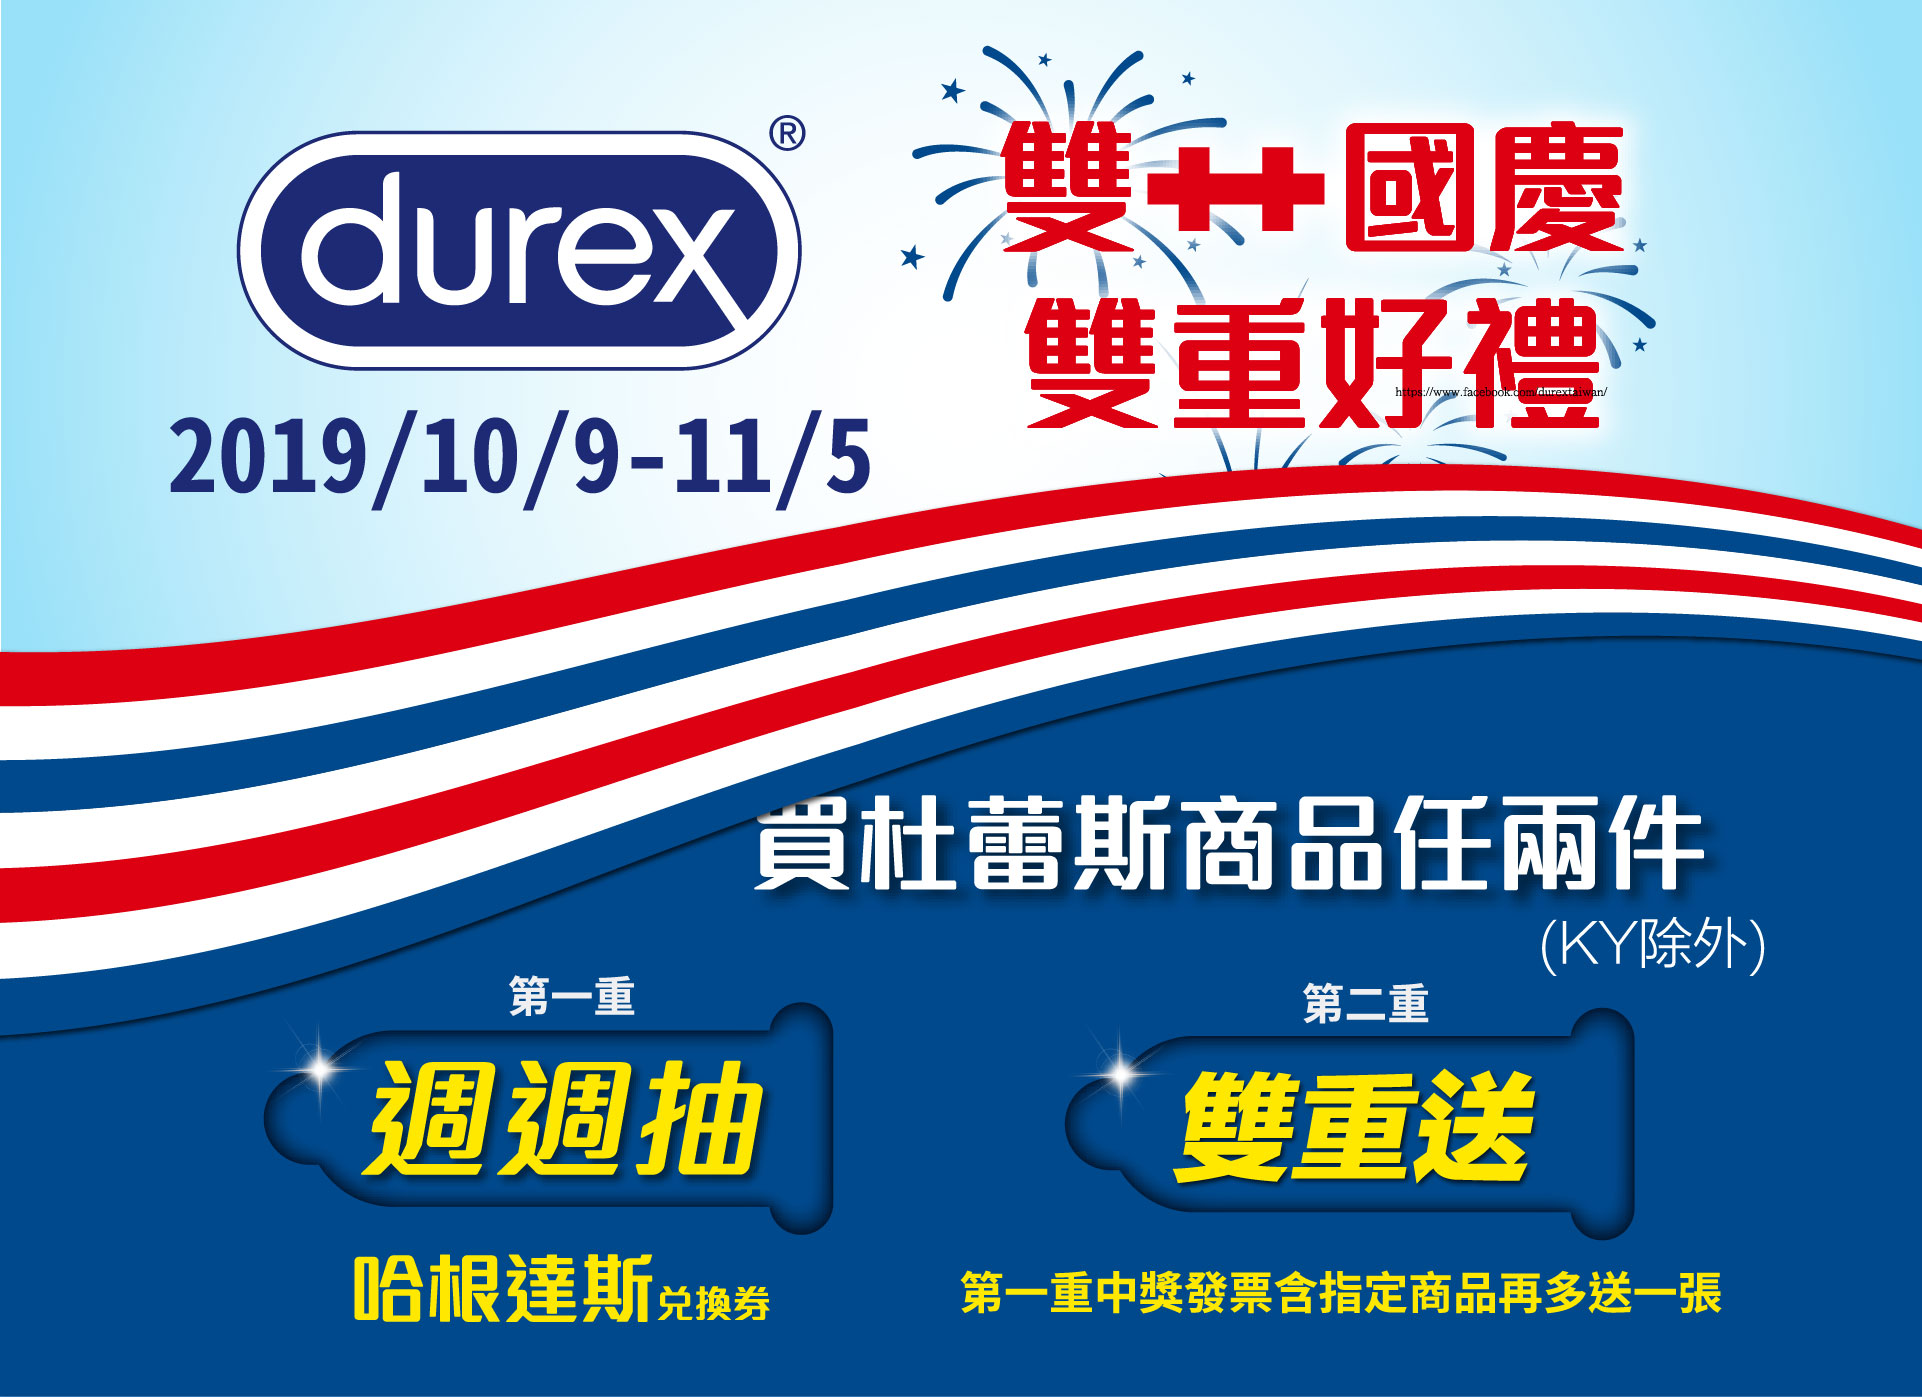 durex®
2019/10/9-11/5
雙十國慶
雙重好禮
https://www.facebook.com/durextaiwan/
買杜蕾斯商品任兩件
(KY除外)
第一重
週週抽
哈根達斯兌換券
第二重
雙重送
第一重中獎發票含指定商品再多送一張